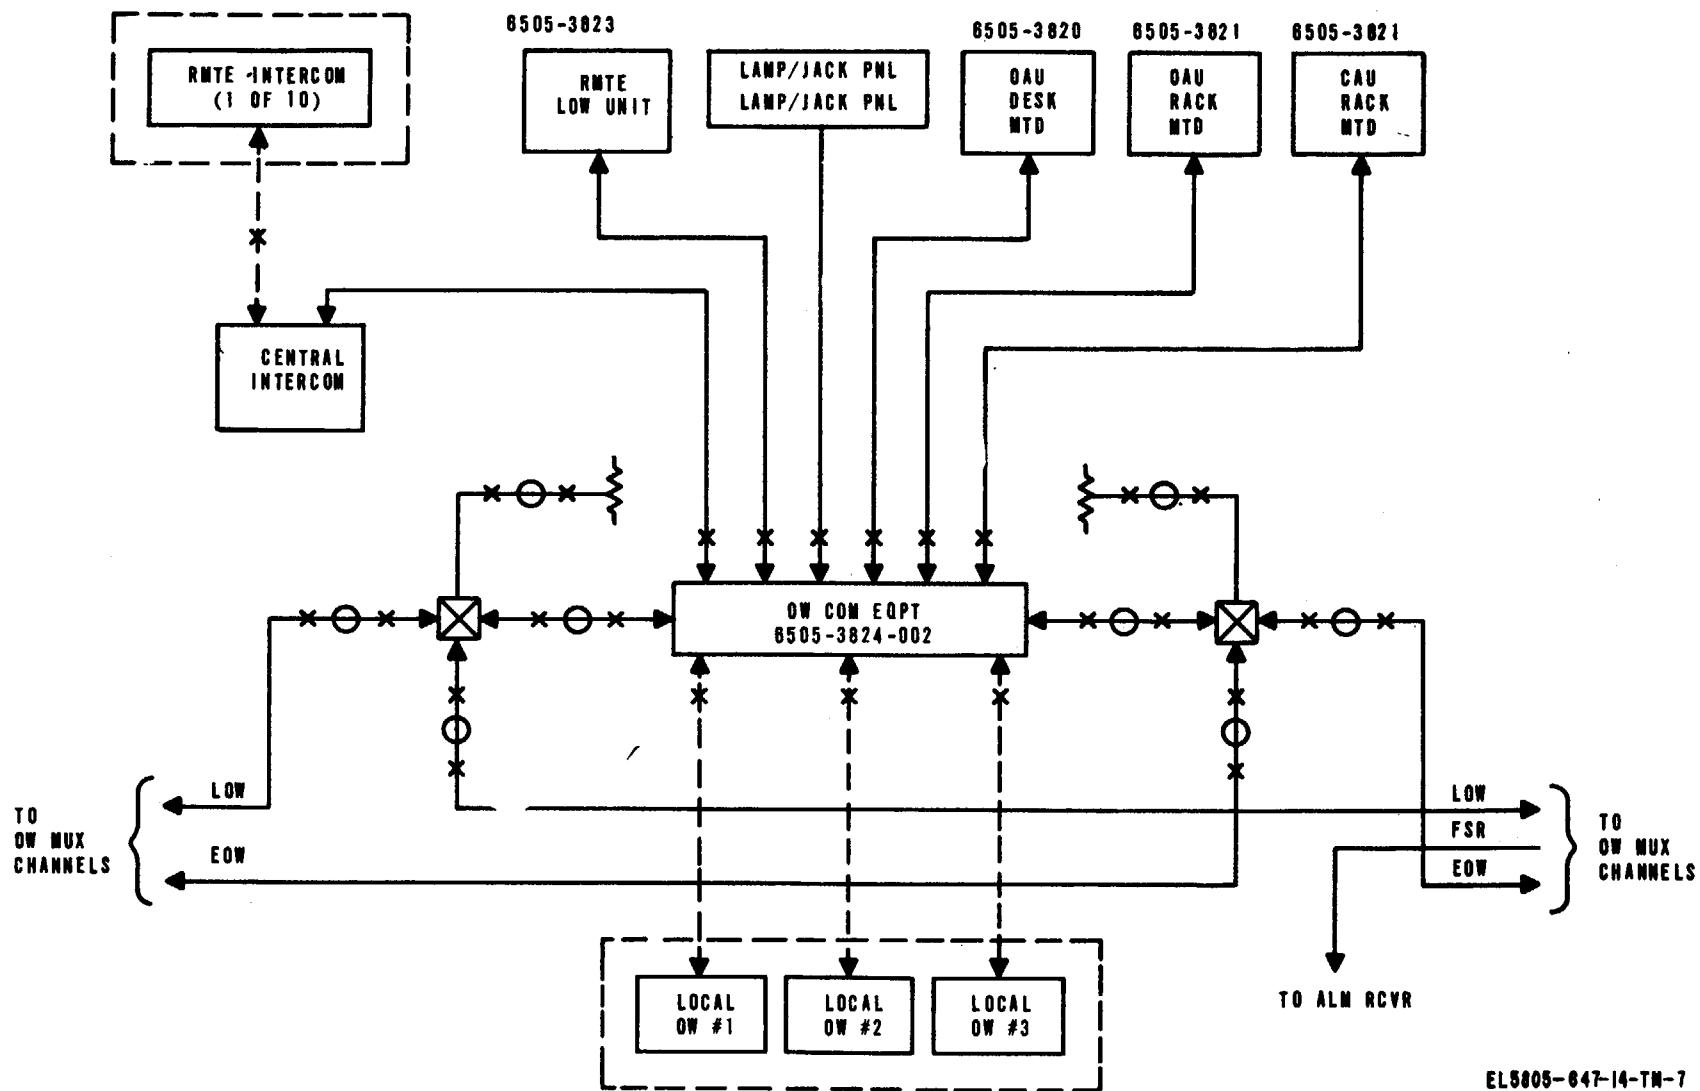 6505-3823
6505-3820
6505-3821
6505-3821
RMTE INTERCOM
(1 OF 10)
RMTE
LOW UNIT
LAMP/JACK PNL
LAMP/JACK PNL
OAU
DESK
MTD
OAU
RACK
MTD
CAU
RACK
MTD
CENTRAL
INTERCOM
OW COM EQPT
6505-3824-002
TO
OW MUX
CHANNELS
LOW
EOW
LOW
FSR
EOW
TO
OW MUX
CHANNELS
LOCAL
OW #1
LOCAL
OW #2
LOCAL
OW #3
TO ALM RCVR
EL5805-647-14-TM-7